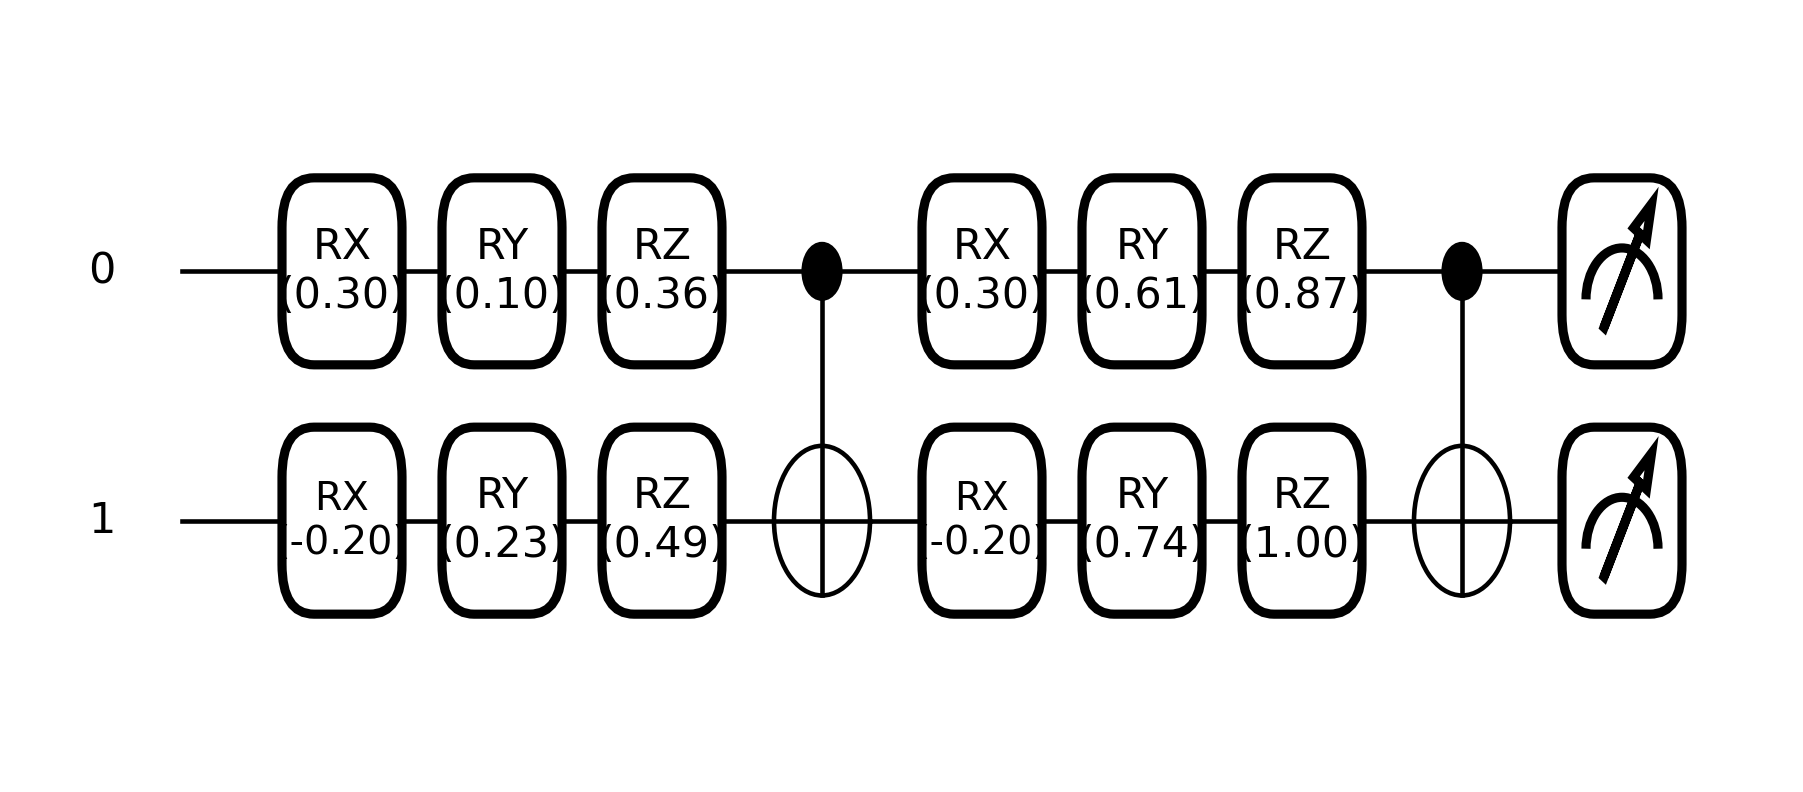 RX RY RZ RX RY RZ
0 (0.30) (0.10) (0.36) (0.30) (0.61) (0.87)
RX RY RZ RX RY RZ
1 (-0.20) (0.23) (0.49) (-0.20) (0.74) (1.00)